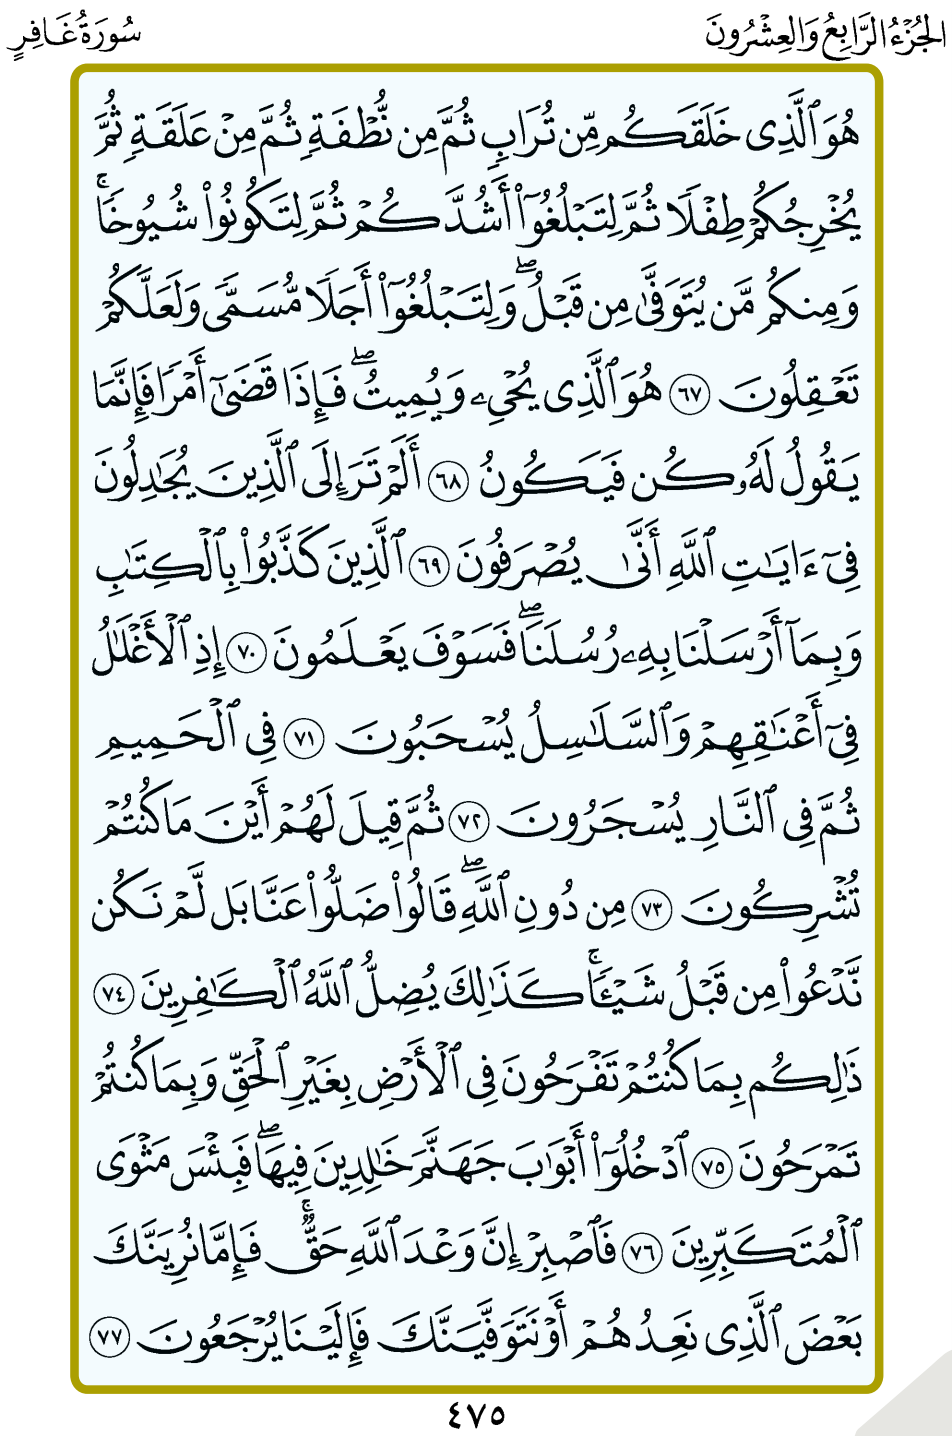 الجُزْءُ الرَّابِعُ وَالعِشْرُونَ
سُورَةُ غَافِرٍ
هُوَ ٱلَّذِى خَلَقَكُم مِّن تُرَابٍ ثُمَّ مِن نُّطْفَةٍ ثُمَّ مِنْ عَلَقَةٍ ثُمَّ
يُخْرِجُكُمْ طِفْلًا ثُمَّ لِتَبْلُغُوٓا۟ أَشُدَّكُمْ ثُمَّ لِتَكُونُوا۟ شُيُوخًا ۚ
وَمِنكُم مَّن يُتَوَفَّىٰ مِن قَبْلُ ۖ وَلِتَبْلُغُوٓا۟ أَجَلًا مُّسَمًّى وَلَعَلَّكُمْ
تَعْقِلُونَ ٦٧ هُوَ ٱلَّذِى يُحْىِۦ وَيُمِيتُ ۖ فَإِذَا قَضَىٰٓ أَمْرًا فَإِنَّمَا
يَقُولُ لَهُۥ كُن فَيَكُونُ ٦٨ أَلَمْ تَرَ إِلَى ٱلَّذِينَ يُجَـٰدِلُونَ
فِىٓ ءَايَـٰتِ ٱللَّهِ أَنَّىٰ يُصْرَفُونَ ٦٩ ٱلَّذِينَ كَذَّبُوا۟ بِٱلْكِتَـٰبِ
وَبِمَآ أَرْسَلْنَا بِهِۦ رُسُلَنَا ۖ فَسَوْفَ يَعْلَمُونَ ٧٠ إِذِ ٱلْأَغْلَـٰلُ
فِىٓ أَعْنَـٰقِهِمْ وَٱلسَّلَـٰسِلُ يُسْحَبُونَ ٧١ فِى ٱلْحَمِيمِ
ثُمَّ فِى ٱلنَّارِ يُسْجَرُونَ ٧٢ ثُمَّ قِيلَ لَهُمْ أَيْنَ مَا كُنتُمْ
تُشْرِكُونَ ٧٣ مِن دُونِ ٱللَّهِ ۖ قَالُوا۟ ضَلُّوا۟ عَنَّا بَل لَّمْ نَكُن
نَّدْعُوا۟ مِن قَبْلُ شَيْـًٔا ۚ كَذَٰلِكَ يُضِلُّ ٱللَّهُ ٱلْكَـٰفِرِينَ ٧٤
ذَٰلِكُم بِمَا كُنتُمْ تَفْرَحُونَ فِى ٱلْأَرْضِ بِغَيْرِ ٱلْحَقِّ وَبِمَا كُنتُمْ
تَمْرَحُونَ ٧٥ ٱدْخُلُوٓا۟ أَبْوَٰبَ جَهَنَّمَ خَـٰلِدِينَ فِيهَا ۖ فَبِئْسَ مَثْوَى
ٱلْمُتَكَبِّرِينَ ٧٦ فَٱصْبِرْ إِنَّ وَعْدَ ٱللَّهِ حَقٌّ ۚ فَإِمَّا نُرِيَنَّكَ
بَعْضَ ٱلَّذِى نَعِدُهُمْ أَوْ نَتَوَفَّيَنَّكَ فَإِلَيْنَا يُرْجَعُونَ ٧٧
٤٧٥